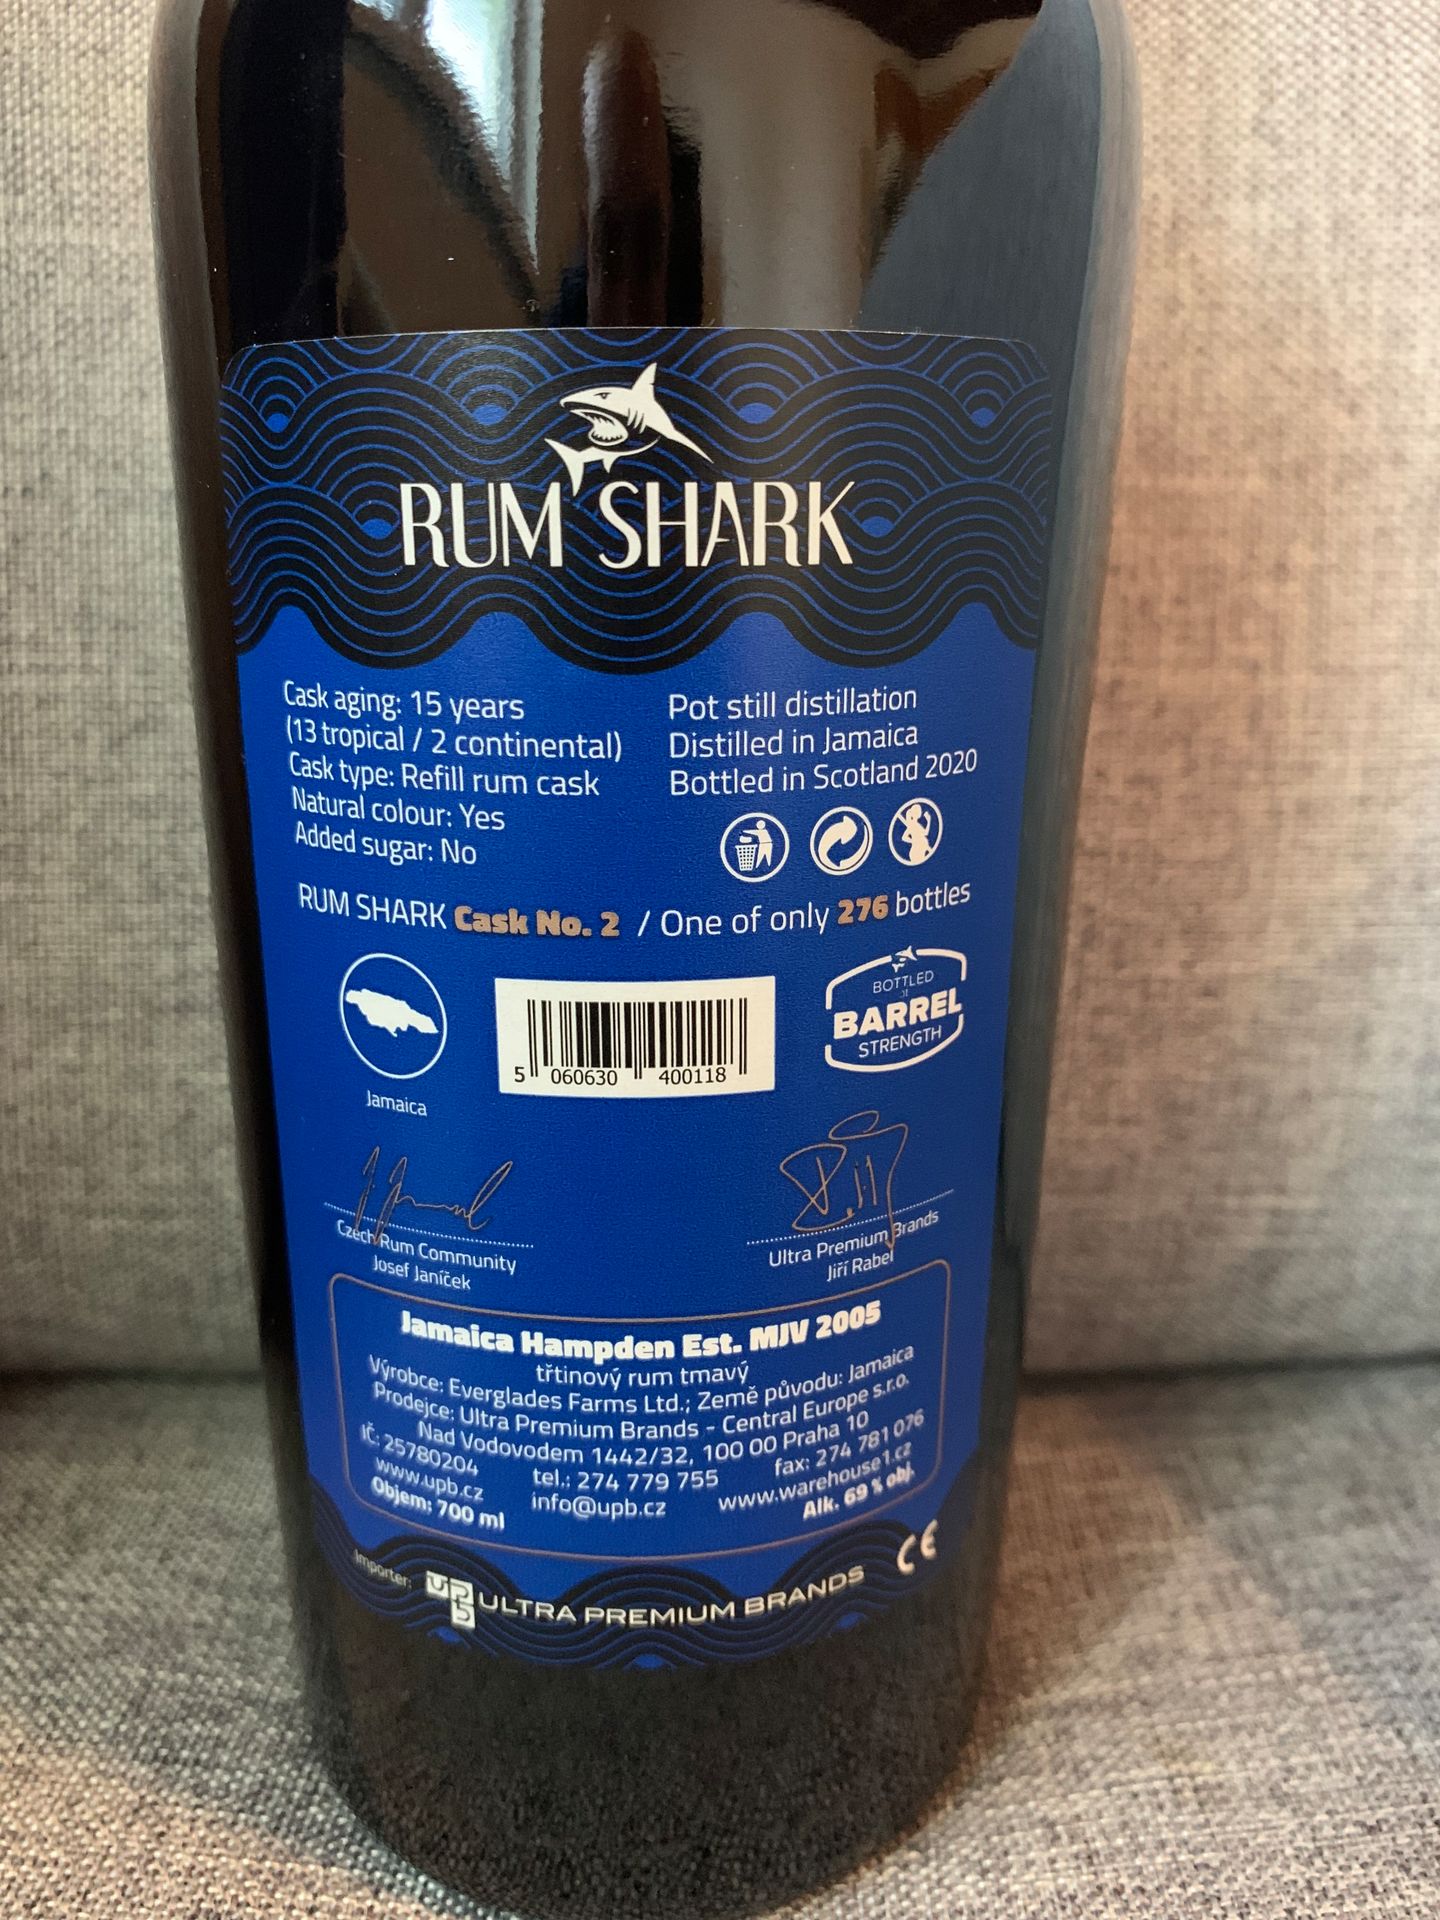 RUM SHARK
Cask aging: 15 years
(13 tropical / 2 continental)
Cask type: Refill rum cask
Natural colour: Yes
Added sugar: No
Pot still distillation
Distilled in Jamaica
Bottled in Scotland 2020
RUM SHARK Cask No. 2 / One of only 276 bottles
Jamaica
5 060630 400118
BOTTLED
at
BARREL
STRENGTH
Czech Rum Community
Josef Janíček
Ultra Premium Brands
Jiří Rabel
Jamaica Hampden Est. MJV 2005
třtinový rum tmavý
Výrobce: Everglades Farms Ltd.; Země původu: Jamaica
Prodejce: Ultra Premium Brands - Central Europe s.r.o.
Nad Vodovodem 1442/32, 100 00 Praha 10
IČ: 25780204 tel.: 274 779 755 fax: 274 781 076
www.upb.cz info@upb.cz www.warehouse1.cz
Objem: 700 ml Alk. 69 % obj.
Importer: upb ULTRA PREMIUM BRANDS CE